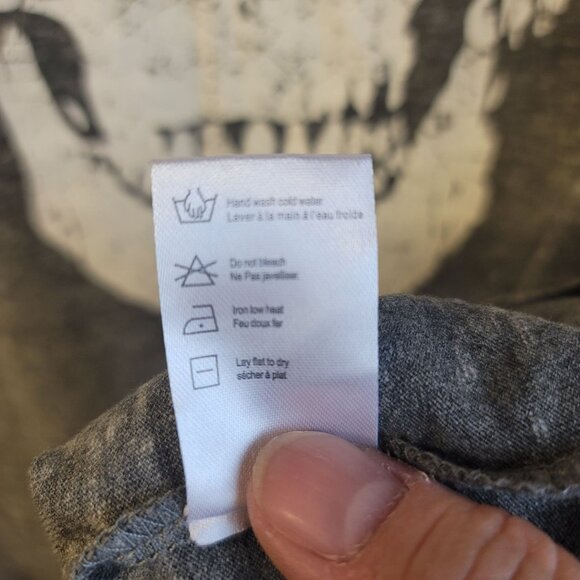 Hand wash cold water
Lever à la main à l'eau froide
Do not bleach
Ne Pas javelliser
Iron low heat
Feu doux fer
Lay flat to dry
sécher à plat